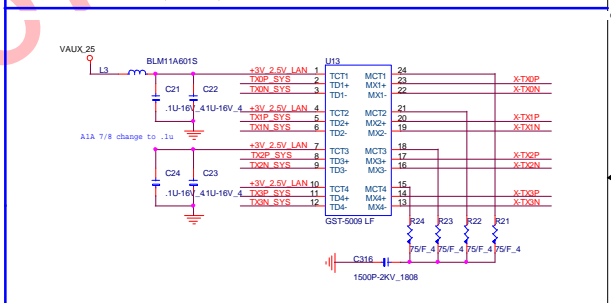 VAUX_25
L3
BLM11A601S
C21
C22
.1U-16V_4
.1U-16V_4
A1A 7/8 change to .1u
C24
C23
.1U-16V_4
.1U-16V_4
U13
+3V_2.5V_LAN 1 TCT1 MCT1 24
TX0P_SYS 2 TD1+ MX1+ 23 X-TX0P
TX0N_SYS 3 TD1- MX1- 22 X-TX0N
+3V_2.5V_LAN 4 TCT2 MCT2 21
TX1P_SYS 5 TD2+ MX2+ 20 X-TX1P
TX1N_SYS 6 TD2- MX2- 19 X-TX1N
+3V_2.5V_LAN 7 TCT3 MCT3 18
TX2P_SYS 8 TD3+ MX3+ 17 X-TX2P
TX2N_SYS 9 TD3- MX3- 16 X-TX2N
+3V_2.5V_LAN 10 TCT4 MCT4 15
TX3P_SYS 11 TD4+ MX4+ 14 X-TX3P
TX3N_SYS 12 TD4- MX4- 13 X-TX3N
GST-5009 LF
R24 R23 R22 R21
75/F_4 75/F_4 75/F_4 75/F_4
C316
1500P-2KV_1808